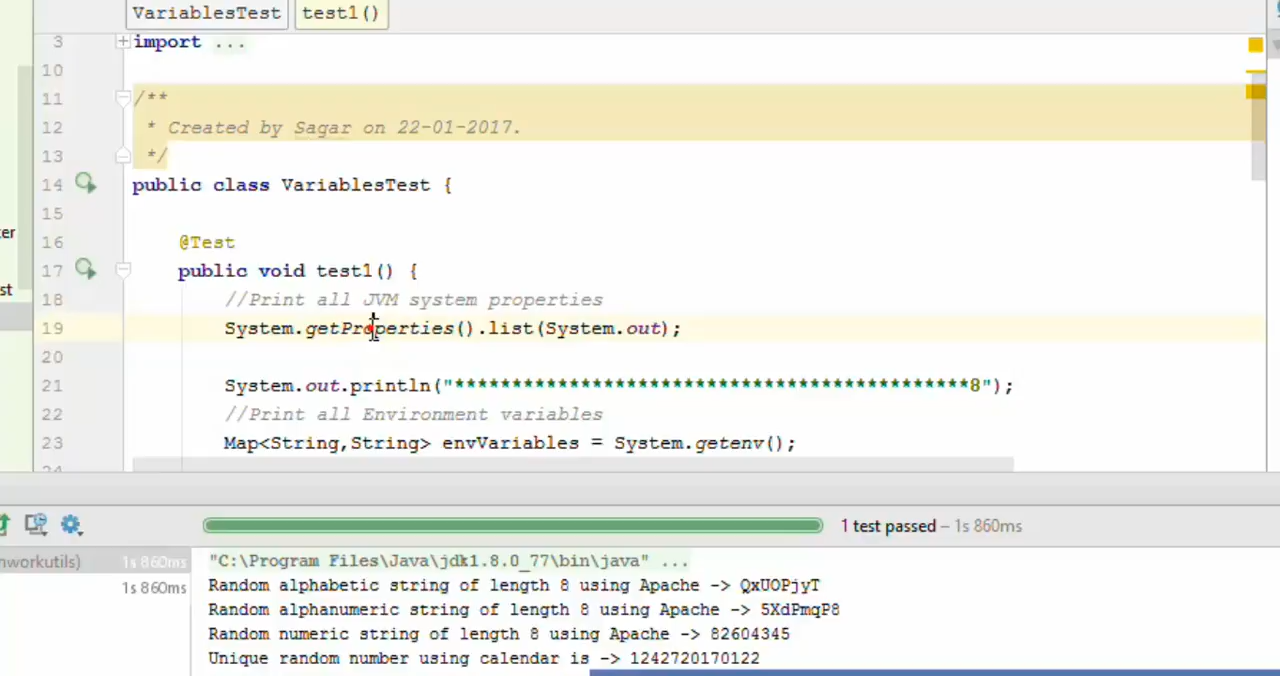 VariablesTest test1()
3 import ...
10
11 /**
12 * Created by Sagar on 22-01-2017.
13 */
14 public class VariablesTest {
15
16 @Test
17 public void test1() {
18 //Print all JVM system properties
19 System.getProperties().list(System.out);
20
21 System.out.println("*********************************************8");
22 //Print all Environment variables
23 Map<String,String> envVariables = System.getenv();
24
ter
st
1 test passed – 1s 860ms
nworkutils) 1s 860ms
1s 860ms
"C:\Program Files\Java\jdk1.8.0_77\bin\java" ...
Random alphabetic string of length 8 using Apache -> QxUOPjyT
Random alphanumeric string of length 8 using Apache -> 5XdPmqP8
Random numeric string of length 8 using Apache -> 82604345
Unique random number using calendar is -> 1242720170122